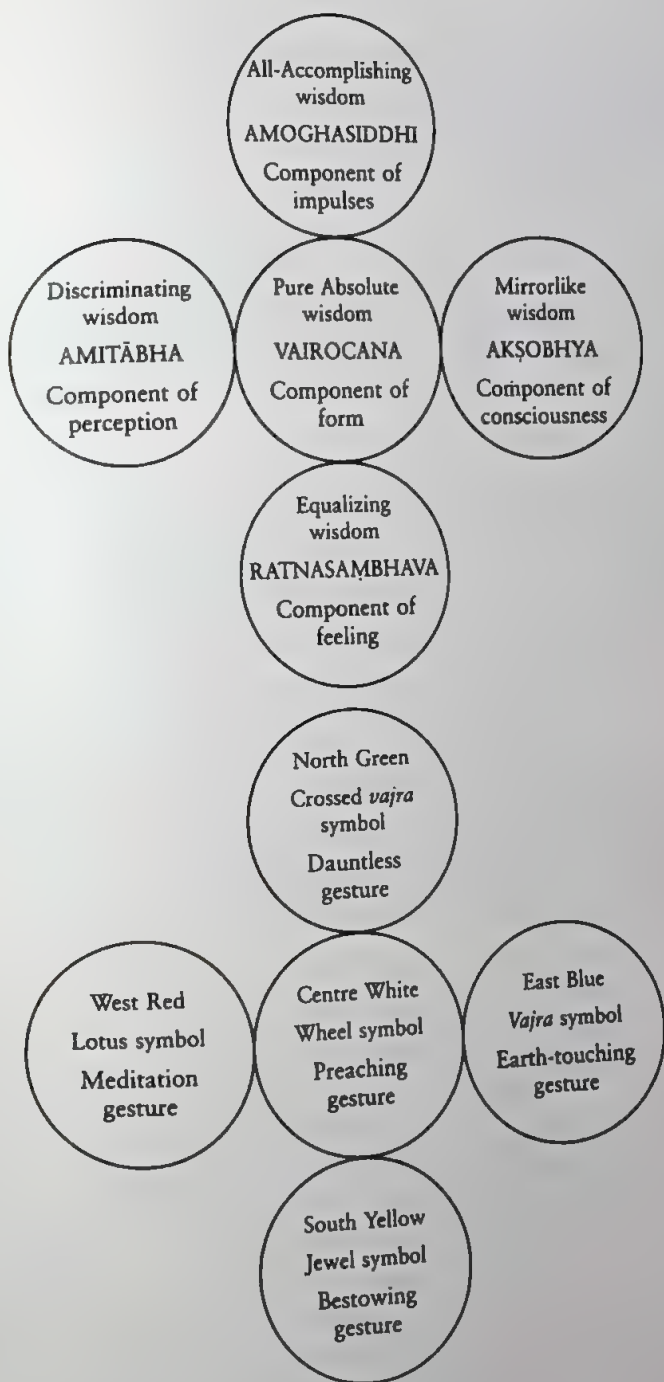 All-Accomplishing
wisdom
AMOGHASIDDHI
Component of
impulses
Discriminating
wisdom
AMITĀBHA
Component of
perception
Pure Absolute
wisdom
VAIROCANA
Component of
form
Mirrorlike
wisdom
AKṢOBHYA
Component of
consciousness
Equalizing
wisdom
RATNASAṂBHAVA
Component of
feeling
North Green
Crossed vajra
symbol
Dauntless
gesture
West Red
Lotus symbol
Meditation
gesture
Centre White
Wheel symbol
Preaching
gesture
East Blue
Vajra symbol
Earth-touching
gesture
South Yellow
Jewel symbol
Bestowing
gesture